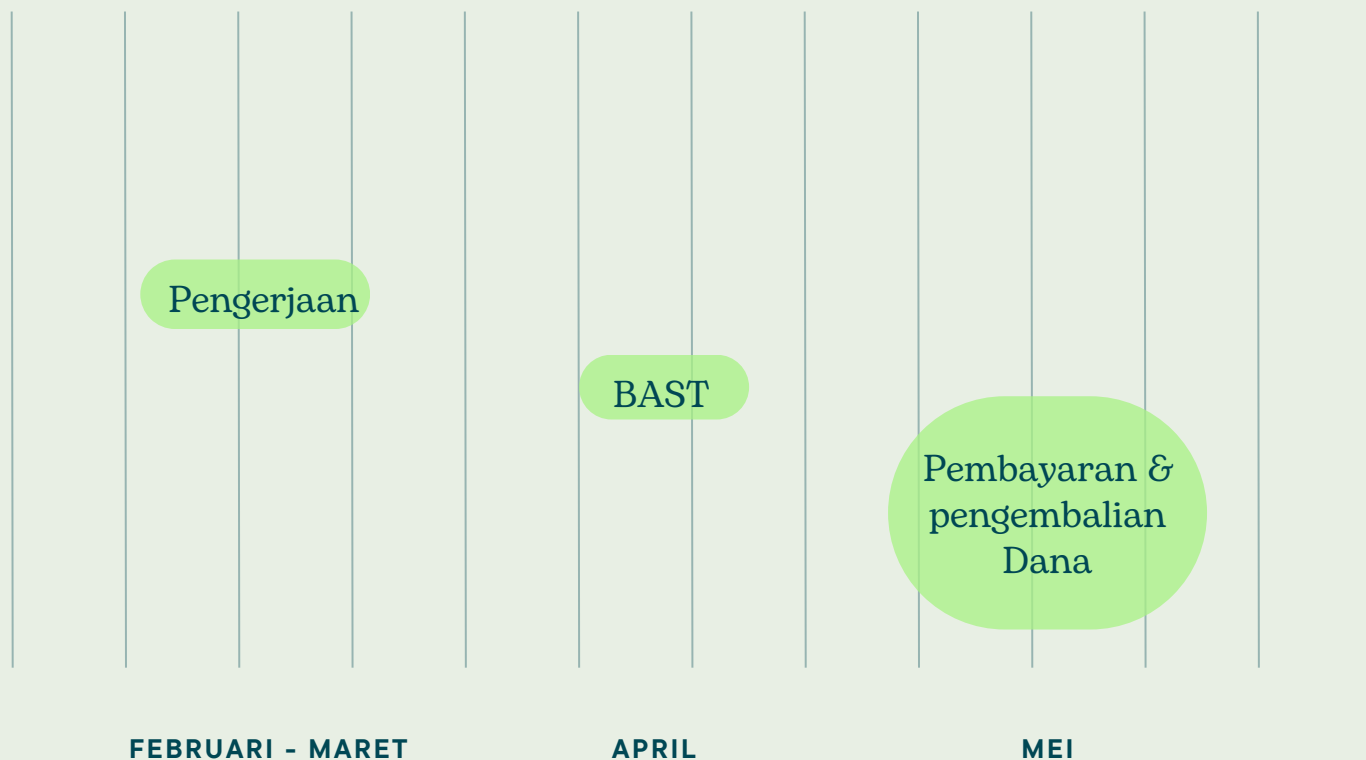 Pengerjaan
BAST
Pembayaran &
pengembalian
Dana
FEBRUARI - MARET
APRIL
MEI